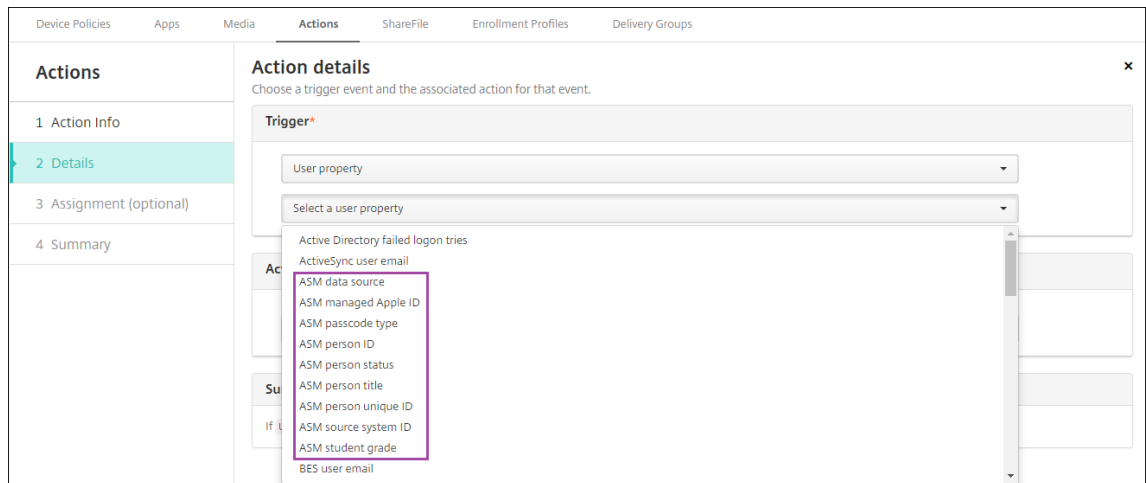 Device Policies Apps Media Actions ShareFile Enrollment Profiles Delivery Groups
Actions
1 Action Info
2 Details
3 Assignment (optional)
4 Summary
Action details
×
Choose a trigger event and the associated action for that event.
Trigger*
User property
Select a user property
Active Directory failed logon tries
ActiveSync user email
ASM data source
ASM managed Apple ID
ASM passcode type
ASM person ID
ASM person status
ASM person title
ASM person unique ID
ASM source system ID
ASM student grade
BES user email
Ac
Su
If